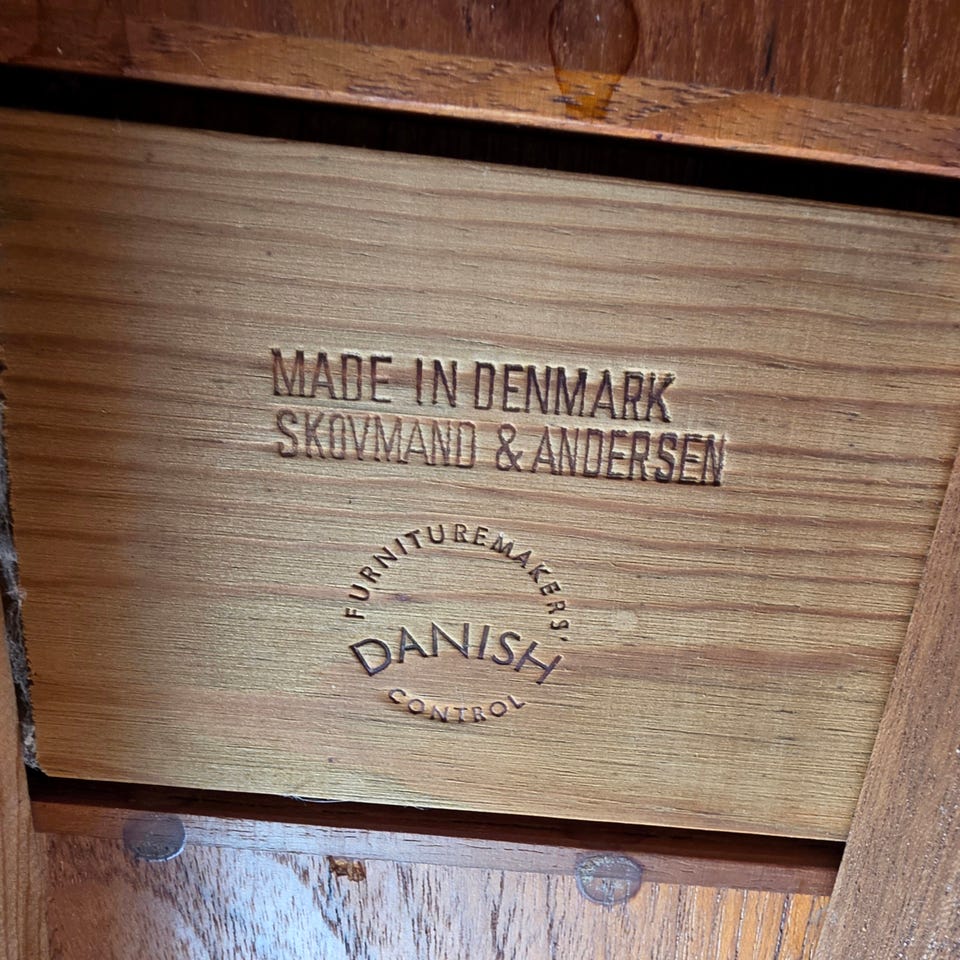 MADE IN DENMARK
SKOVMAND & ANDERSEN
FURNITUREMAKERS'
DANISH
CONTROL